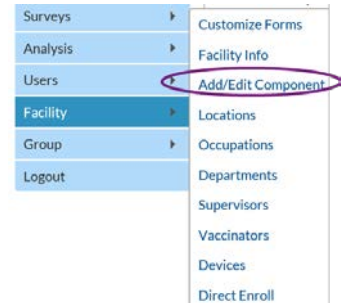 Surveys
Analysis
Users
Facility
Group
Logout
Customize Forms
Facility Info
Add/Edit Component
Locations
Occupations
Departments
Supervisors
Vaccinators
Devices
Direct Enroll